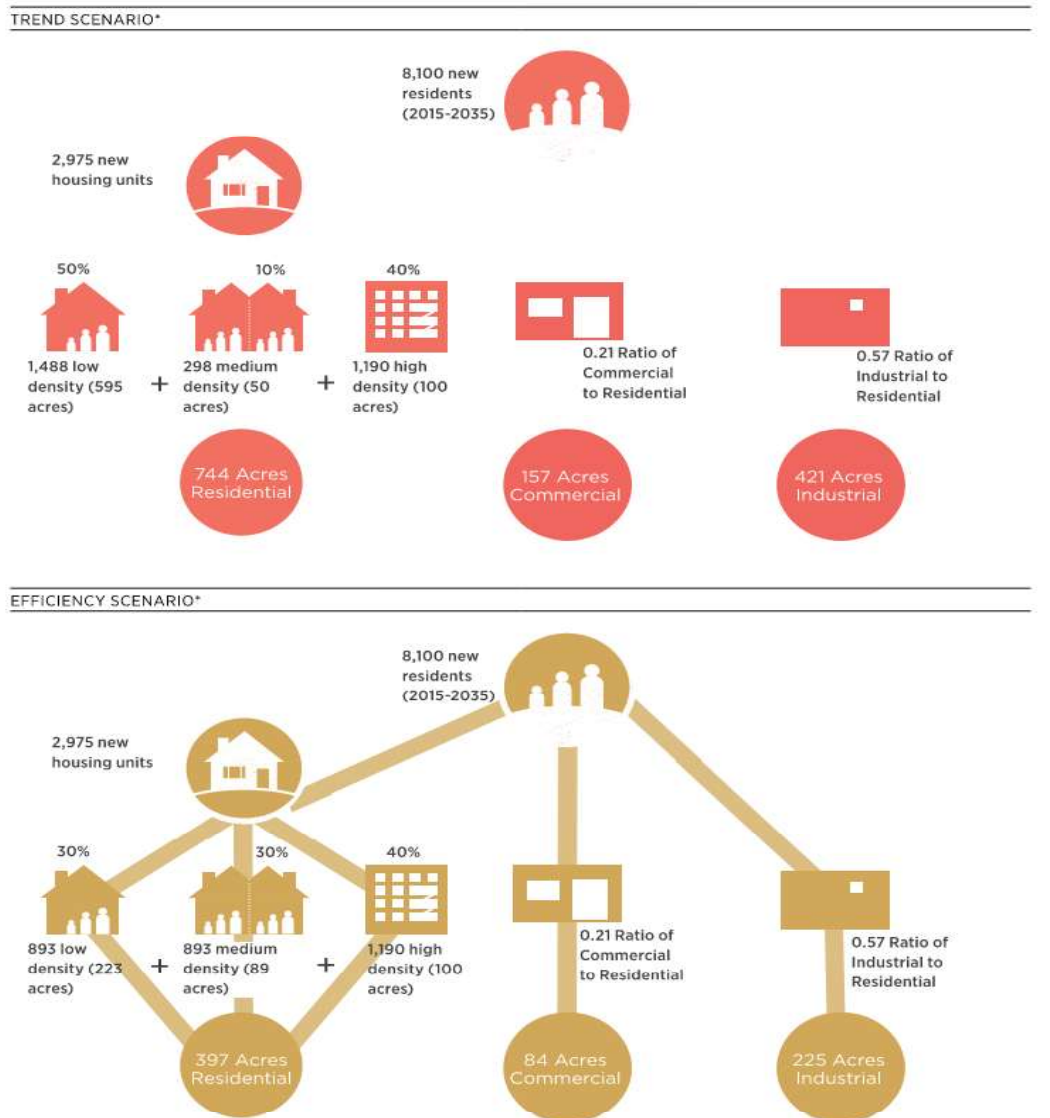 TREND SCENARIO*
8,100 new
residents
(2015-2035)
2,975 new
housing units
50%
10%
40%
1,488 low
density (595
acres)
+
298 medium
density (50
acres)
+
1,190 high
density (100
acres)
0.21 Ratio of
Commercial
to Residential
0.57 Ratio of
Industrial to
Residential
744 Acres
Residential
157 Acres
Commercial
421 Acres
Industrial
EFFICIENCY SCENARIO*
8,100 new
residents
(2015-2035)
2,975 new
housing units
30%
30%
40%
893 low
density (223
acres)
+
893 medium
density (89
acres)
+
1,190 high
density (100
acres)
0.21 Ratio of
Commercial
to Residential
0.57 Ratio of
Industrial to
Residential
397 Acres
Residential
84 Acres
Commercial
225 Acres
Industrial